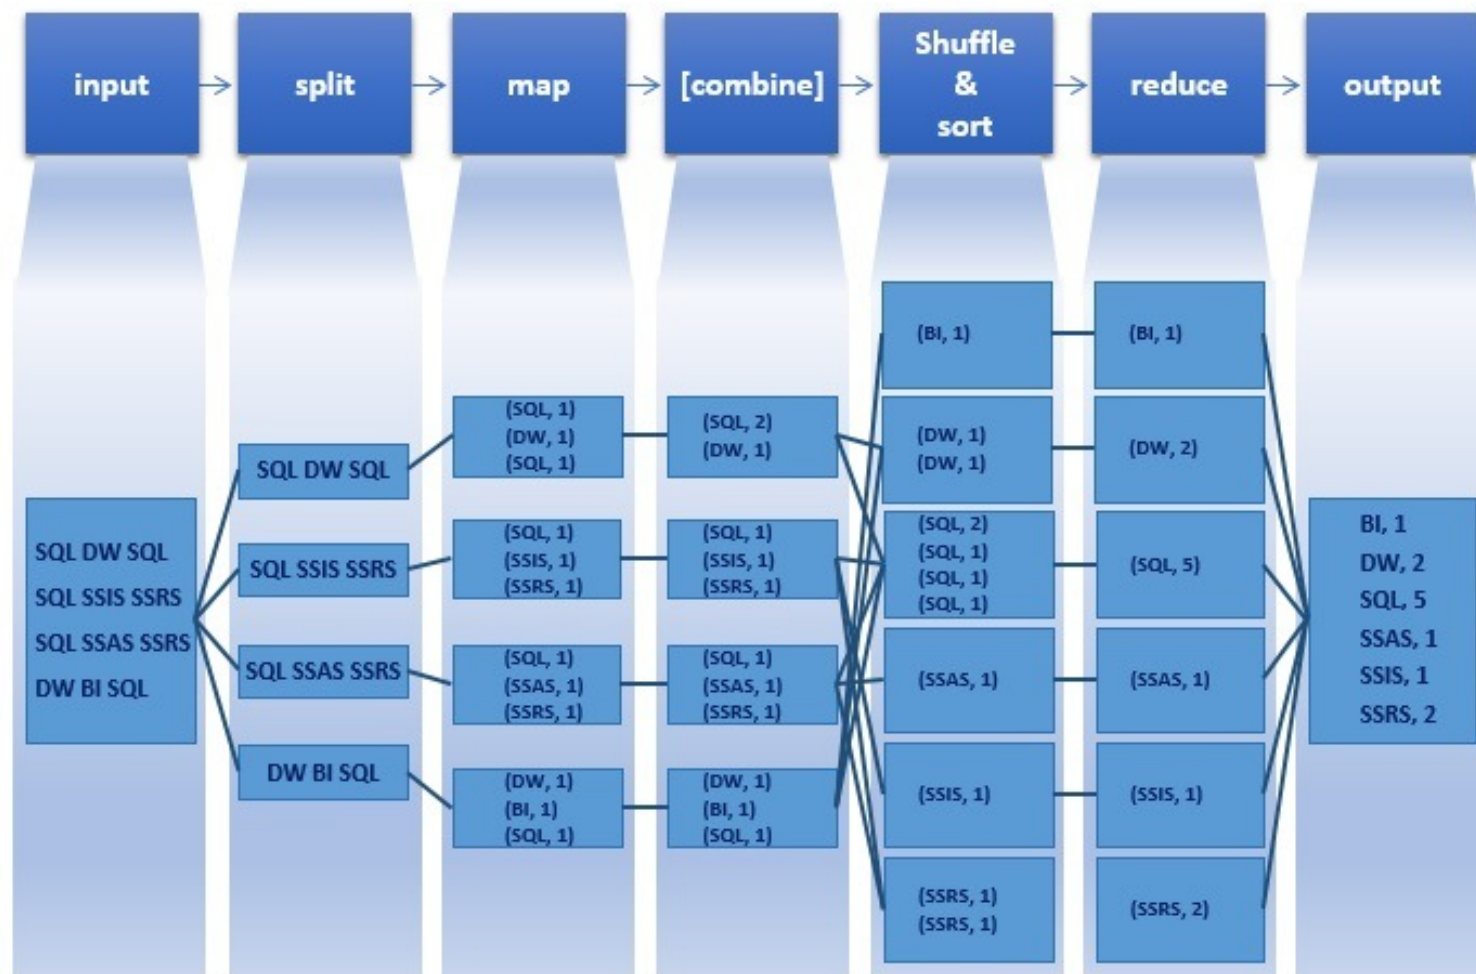 input
split
map
[combine]
Shuffle
&
sort
reduce
output
SQL DW SQL
SQL SSIS SSRS
SQL SSAS SSRS
DW BI SQL
SQL DW SQL
SQL SSIS SSRS
SQL SSAS SSRS
DW BI SQL
(SQL, 1)
(DW, 1)
(SQL, 1)
(SQL, 1)
(SSIS, 1)
(SSRS, 1)
(SQL, 1)
(SSAS, 1)
(SSRS, 1)
(DW, 1)
(BI, 1)
(SQL, 1)
(SQL, 2)
(DW, 1)
(SQL, 1)
(SSIS, 1)
(SSRS, 1)
(SQL, 1)
(SSAS, 1)
(SSRS, 1)
(DW, 1)
(BI, 1)
(SQL, 1)
(BI, 1)
(DW, 1)
(DW, 1)
(SQL, 2)
(SQL, 1)
(SQL, 1)
(SQL, 1)
(SSAS, 1)
(SSIS, 1)
(SSRS, 1)
(SSRS, 1)
(BI, 1)
(DW, 2)
(SQL, 5)
(SSAS, 1)
(SSIS, 1)
(SSRS, 2)
BI, 1
DW, 2
SQL, 5
SSAS, 1
SSIS, 1
SSRS, 2